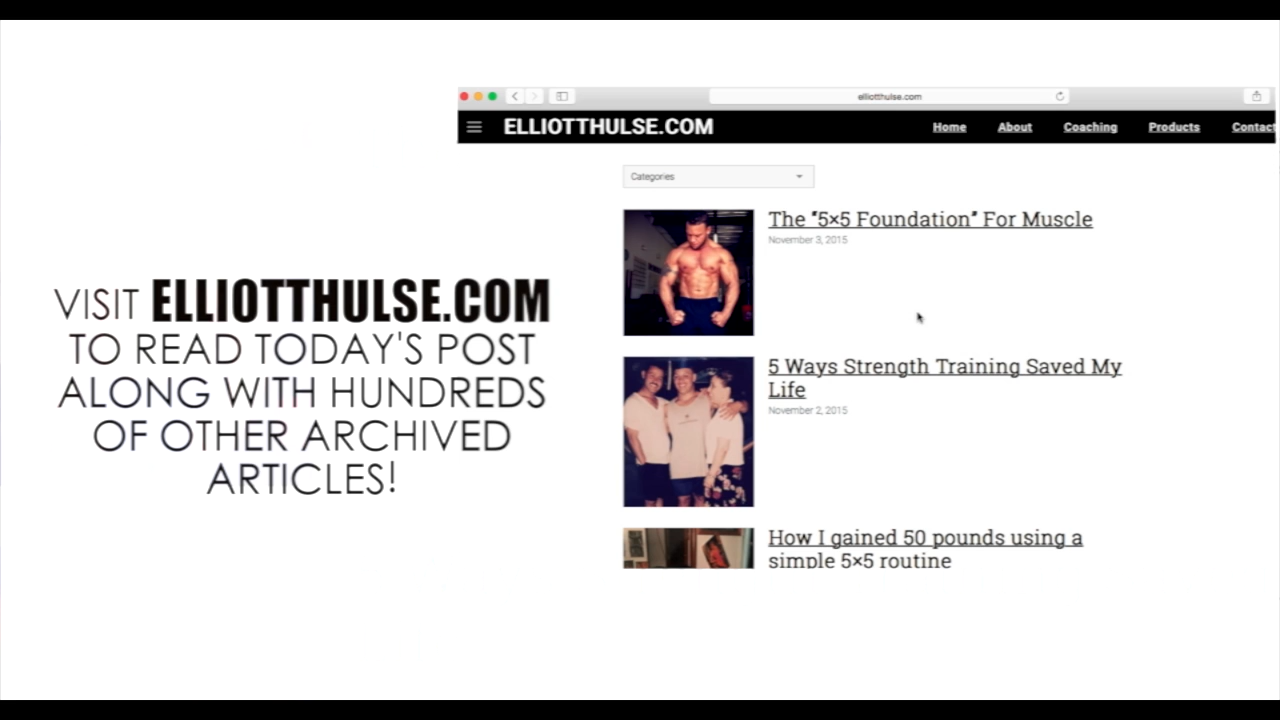 VISIT ELLIOTTHULSE.COM
TO READ TODAY'S POST
ALONG WITH HUNDREDS
OF OTHER ARCHIVED
ARTICLES!
elliotthulse.com
ELLIOTTHULSE.COM Home About Coaching Products Contact
Categories
The "5×5 Foundation" For Muscle
November 3, 2015
5 Ways Strength Training Saved My
Life
November 2, 2015
How I gained 50 pounds using a
simple 5×5 routine